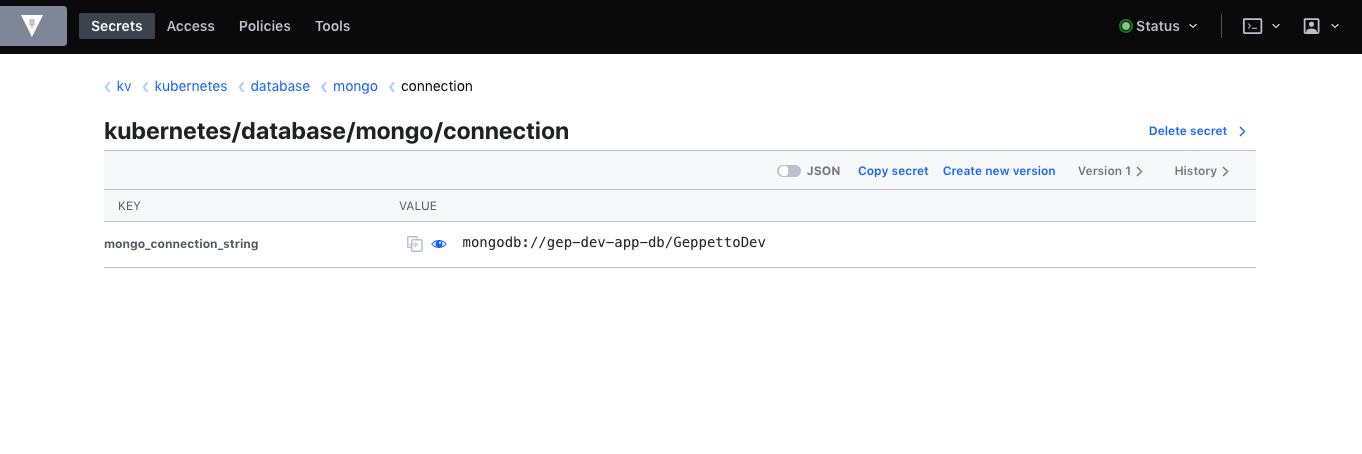 Secrets Access Policies Tools Status
kv kubernetes database mongo connection
kubernetes/database/mongo/connection
Delete secret
JSON Copy secret Create new version Version 1 History
KEY VALUE
mongo_connection_string mongodb://gep-dev-app-db/GeppettoDev